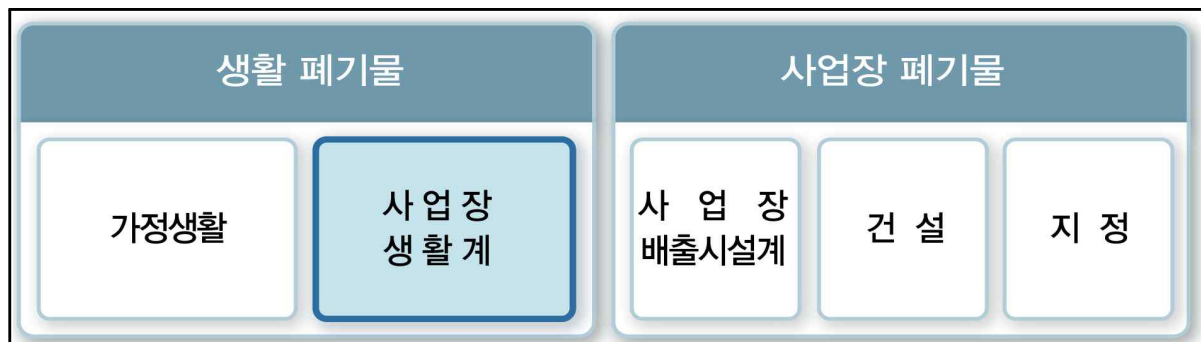 생활 폐기물
가정생활
사 업 장
생 활 계
사업장 폐기물
사 업 장
배출시설계
건 설
지 정